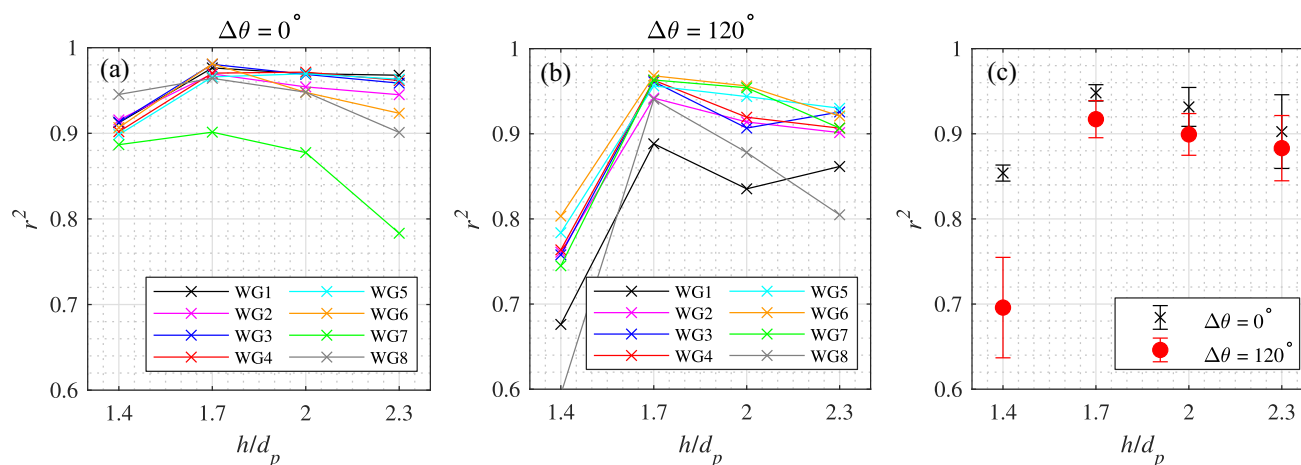 Δθ = 0°
(a)
1
0.9
0.8
0.7
0.6
r²
WG1 WG5
WG2 WG6
WG3 WG7
WG4 WG8
1.4 1.7 2 2.3
h/d_p
Δθ = 120°
(b)
1
0.9
0.8
0.7
0.6
r²
WG1 WG5
WG2 WG6
WG3 WG7
WG4 WG8
1.4 1.7 2 2.3
h/d_p
(c)
1
0.9
0.8
0.7
0.6
r²
Δθ = 0°
Δθ = 120°
1.4 1.7 2 2.3
h/d_p